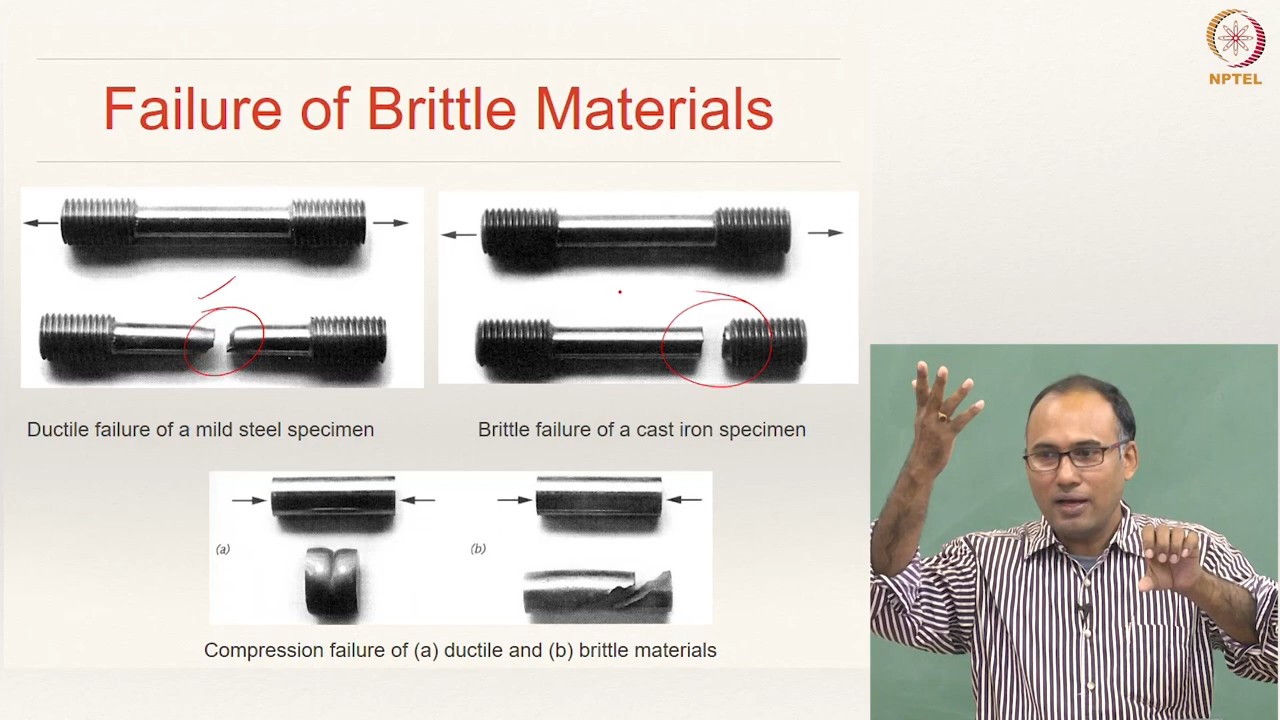 NPTEL
Failure of Brittle Materials
Ductile failure of a mild steel specimen
Brittle failure of a cast iron specimen
(a)
(b)
Compression failure of (a) ductile and (b) brittle materials